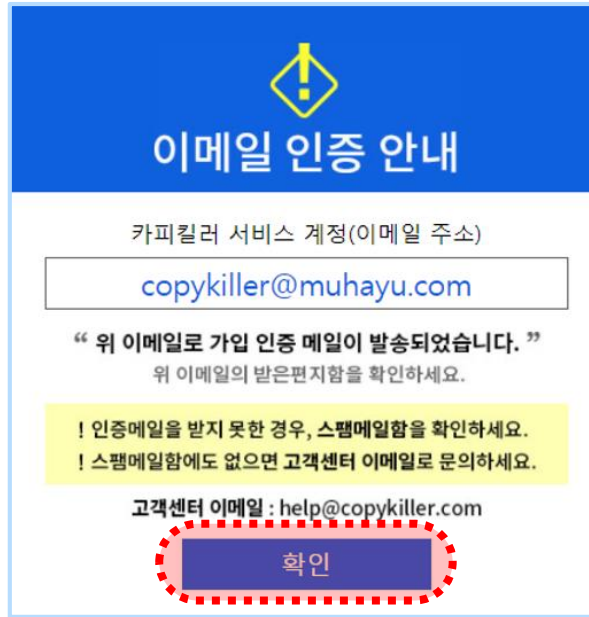 이메일 인증 안내
카피킬러 서비스 계정(이메일 주소)
copykiller@muhayu.com
“ 위 이메일로 가입 인증 메일이 발송되었습니다. ”
위 이메일의 받은편지함을 확인하세요.
! 인증메일을 받지 못한 경우, 스팸메일함을 확인하세요.
! 스팸메일함에도 없으면 고객센터 이메일로 문의하세요.
고객센터 이메일 : help@copykiller.com
확인